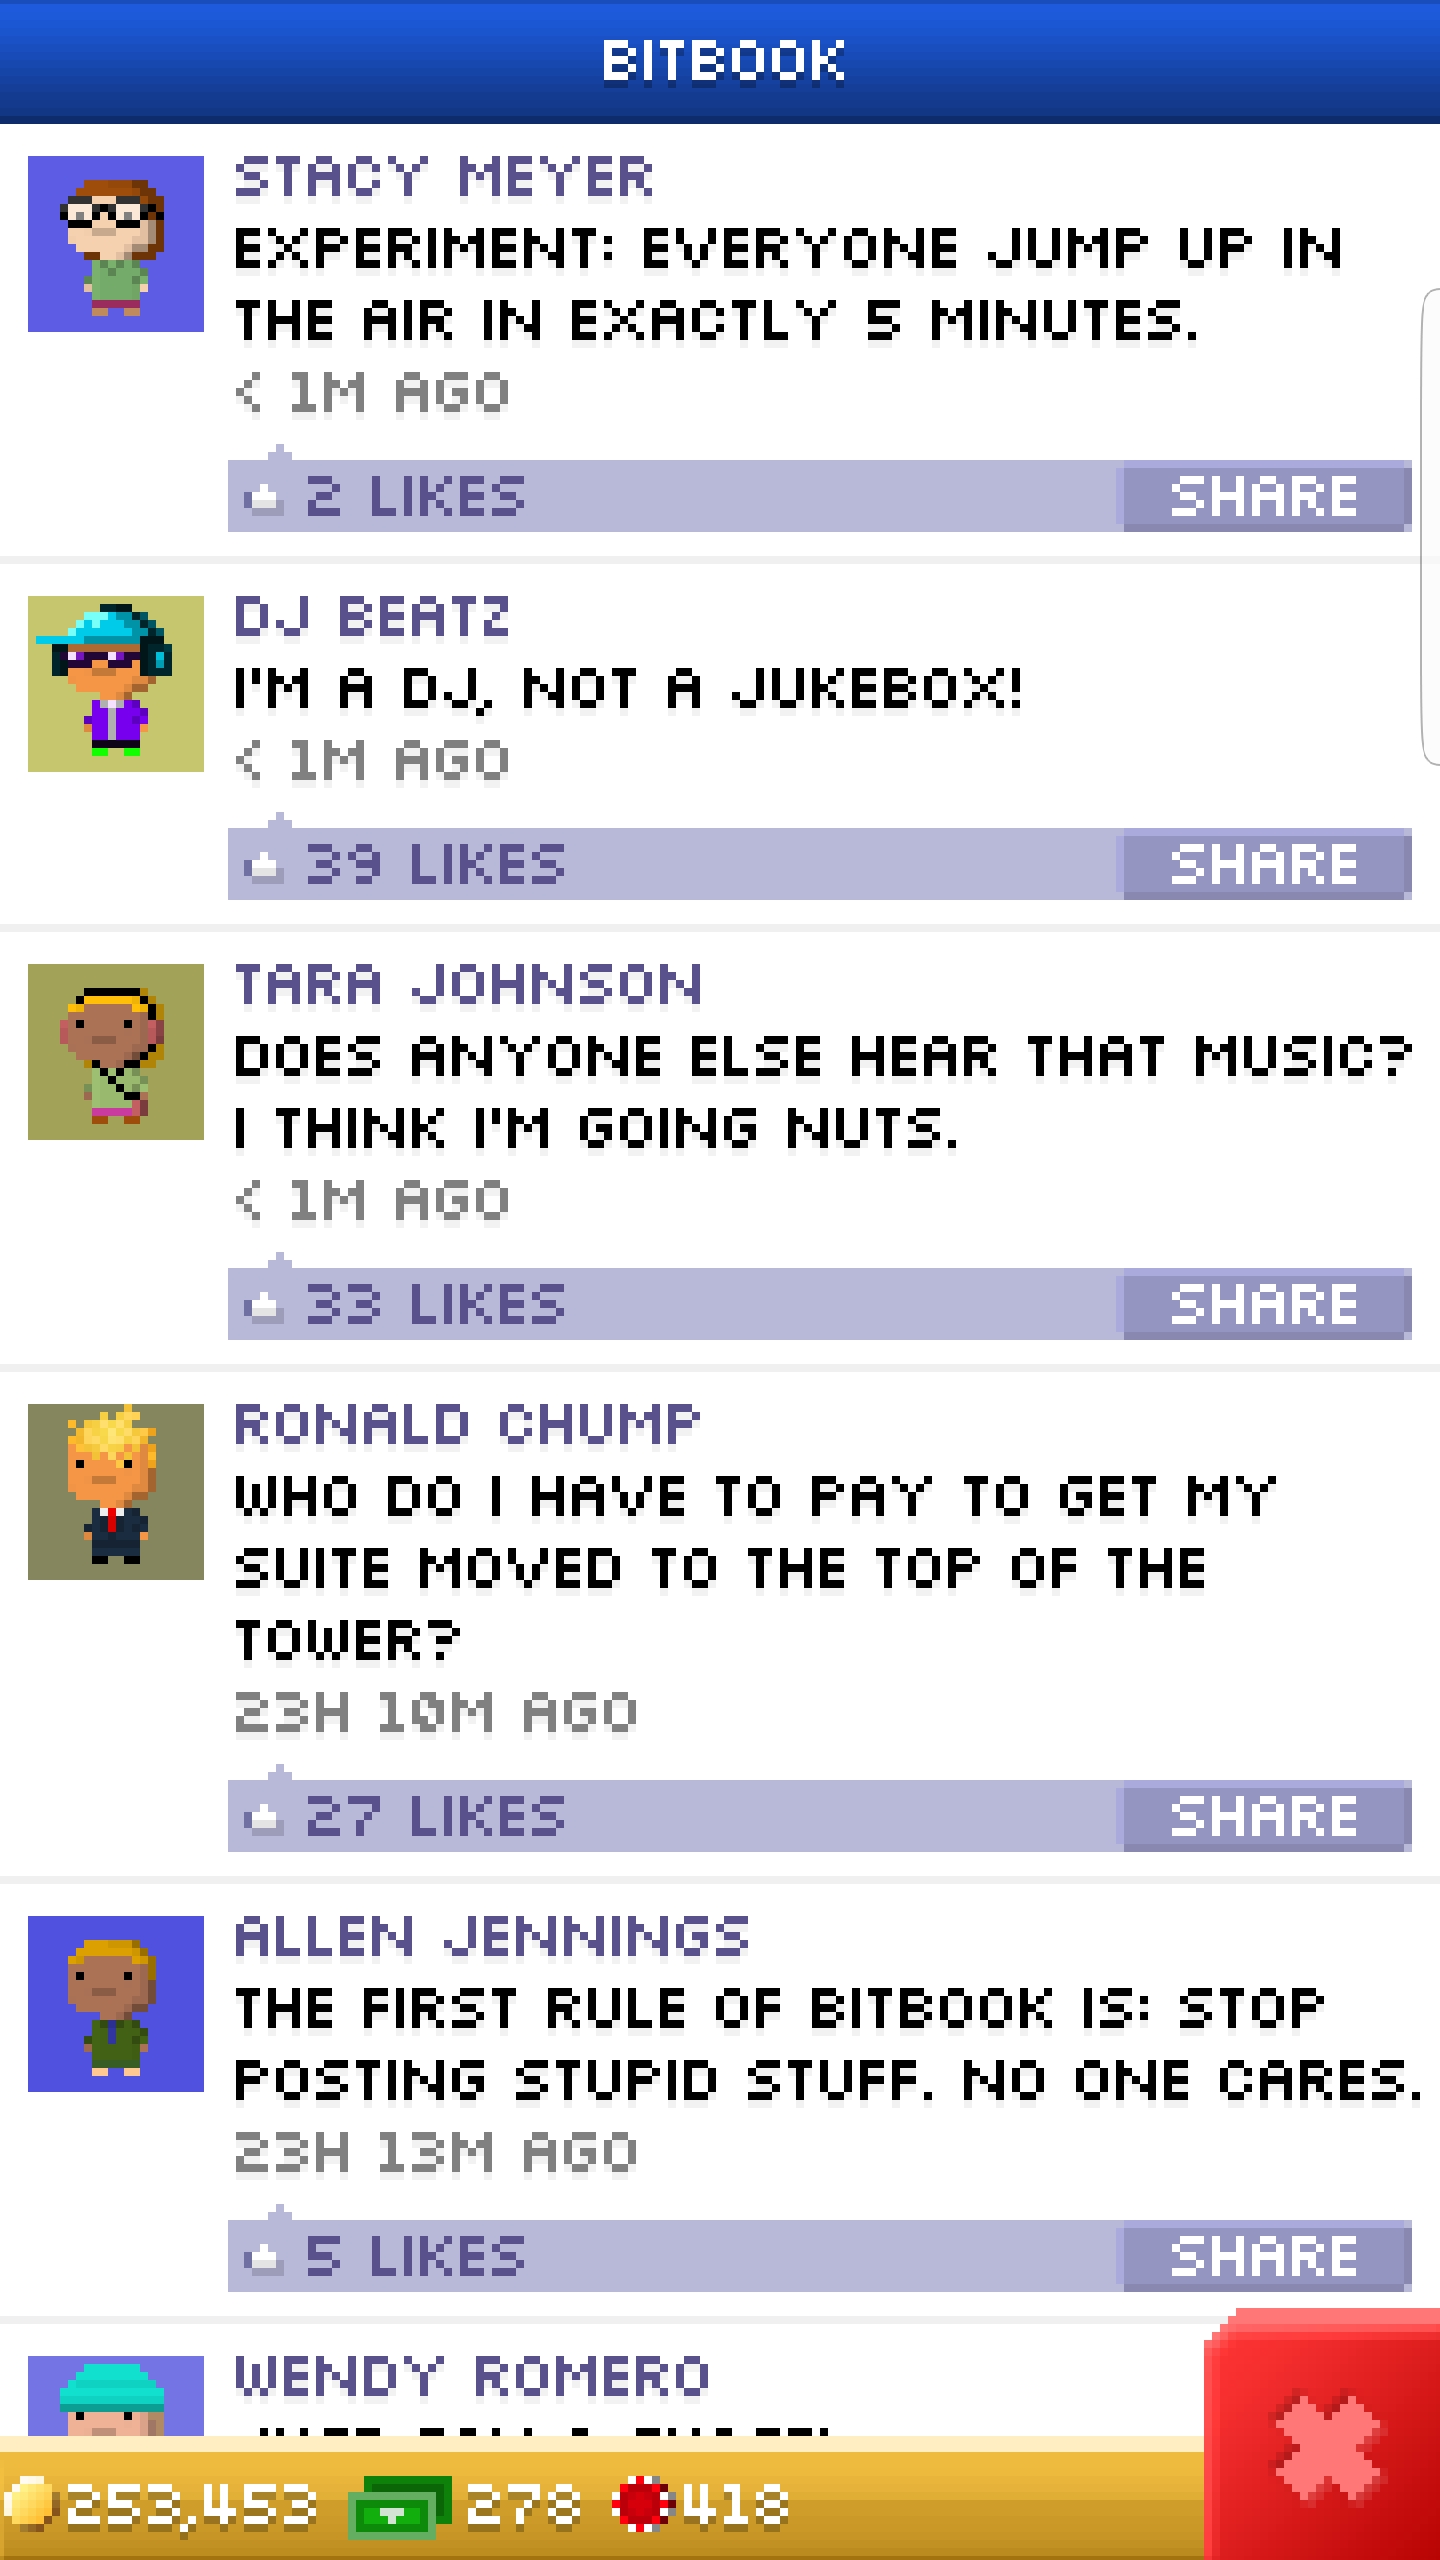 BITBOOK
STACY MEYER
EXPERIMENT: EVERYONE JUMP UP IN
THE AIR IN EXACTLY 5 MINUTES.
< 1M AGO
2 LIKES SHARE
DJ BEATZ
I'M A DJ, NOT A JUKEBOX!
< 1M AGO
39 LIKES SHARE
TARA JOHNSON
DOES ANYONE ELSE HEAR THAT MUSIC?
I THINK I'M GOING NUTS.
< 1M AGO
33 LIKES SHARE
RONALD CHUMP
WHO DO I HAVE TO PAY TO GET MY
SUITE MOVED TO THE TOP OF THE
TOWER?
23H 10M AGO
27 LIKES SHARE
ALLEN JENNINGS
THE FIRST RULE OF BITBOOK IS: STOP
POSTING STUPID STUFF. NO ONE CARES.
23H 13M AGO
5 LIKES SHARE
WENDY ROMERO
253,453 278 418